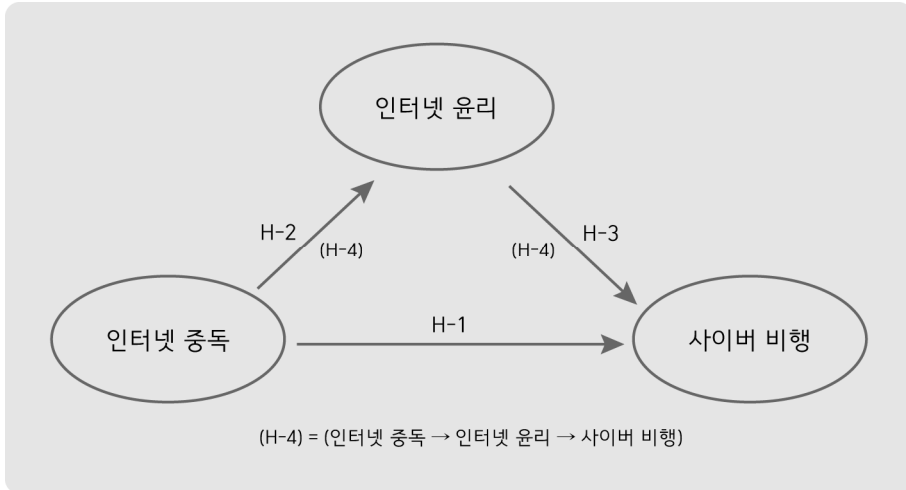 인터넷 윤리
H-2
(H-4)
(H-4)
H-3
인터넷 중독
H-1
사이버 비행
(H-4) = (인터넷 중독 → 인터넷 윤리 → 사이버 비행)